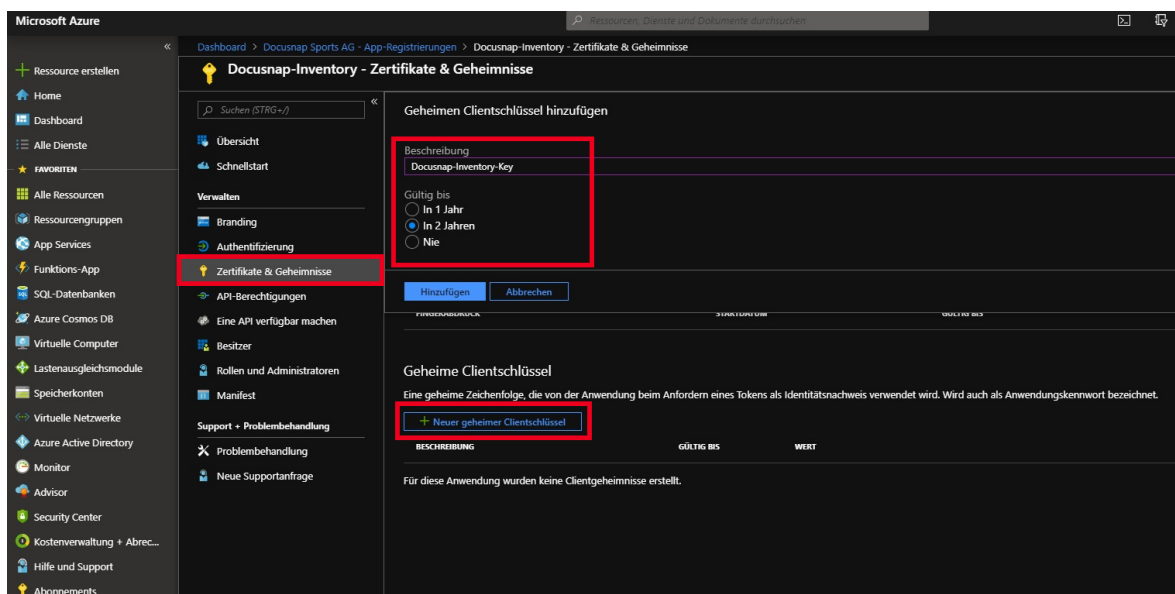 Microsoft Azure
Ressourcen, Dienste und Dokumente durchsuchen
«
Dashboard > Docusnap Sports AG - App-Registrierungen > Docusnap-Inventory - Zertifikate & Geheimnisse
Docusnap-Inventory - Zertifikate & Geheimnisse
Ressource erstellen
Home
Dashboard
Alle Dienste
FAVORITEN
Alle Ressourcen
Ressourcengruppen
App Services
Funktions-App
SQL-Datenbanken
Azure Cosmos DB
Virtuelle Computer
Lastenausgleichsmodule
Speicherkonten
Virtuelle Netzwerke
Azure Active Directory
Monitor
Advisor
Security Center
Kostenverwaltung + Abrec...
Hilfe und Support
Abonnements
Suchen (STRG+/)
«
Übersicht
Schnellstart
Verwalten
Branding
Authentifizierung
Zertifikate & Geheimnisse
API-Berechtigungen
Eine API verfügbar machen
Besitzer
Rollen und Administratoren
Manifest
Support + Problembehandlung
Problembehandlung
Neue Supportanfrage
Geheimen Clientschlüssel hinzufügen
Beschreibung
Docusnap-Inventory-Key
Gültig bis
In 1 Jahr
In 2 Jahren
Nie
Hinzufügen Abbrechen
FINGERABDRUCK STARTDATUM GÜLTIG BIS
Geheime Clientschlüssel
Eine geheime Zeichenfolge, die von der Anwendung beim Anfordern eines Tokens als Identitätsnachweis verwendet wird. Wird auch als Anwendungskennwort bezeichnet.
+ Neuer geheimer Clientschlüssel
BESCHREIBUNG GÜLTIG BIS WERT
Für diese Anwendung wurden keine Clientgeheimnisse erstellt.